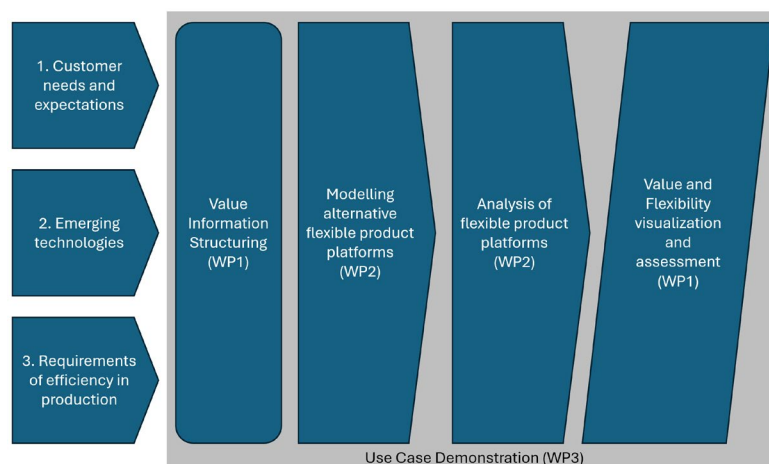 1. Customer
needs and
expectations
2. Emerging
technologies
3. Requirements
of efficiency in
production
Value
Information
Structuring
(WP1)
Modelling
alternative
flexible product
platforms
(WP2)
Analysis of
flexible product
platforms
(WP2)
Value and
Flexibility
visualization
and
assessment
(WP1)
Use Case Demonstration (WP3)